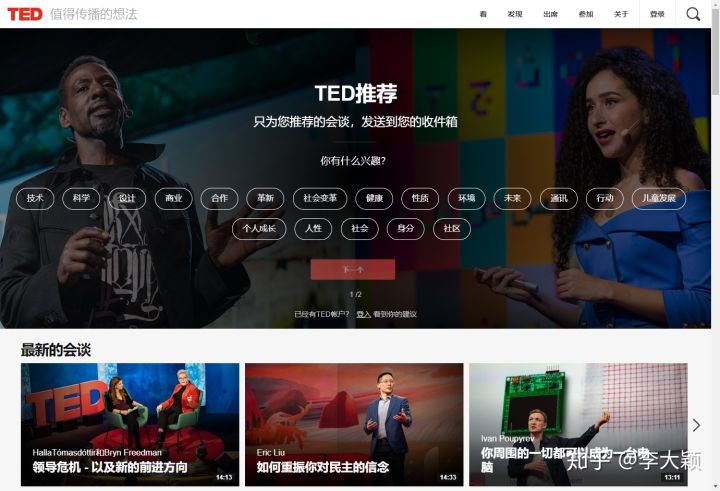 TED 值得传播的想法
看 发现 出席 参加 关于 登录
TED推荐
只为您推荐的会谈，发送到您的收件箱
你有什么兴趣?
技术 科学 设计 商业 合作 革新 社会变革 健康 性质 环境 未来 通讯 行动 儿童发展
个人成长 人性 社会 身分 社区
下一个
1 /2
已经有TED帐户? 登入 看到你的建议
最新的会谈
TED
HallaTómasdóttir和Bryn Freedman
领导危机 - 以及新的前进方向
14:13
Eric Liu
如何重振你对民主的信念
14:33
Ivan Poupyrev
你周围的一切都可以成为一台电
脑
13:11
知乎 @李大颖